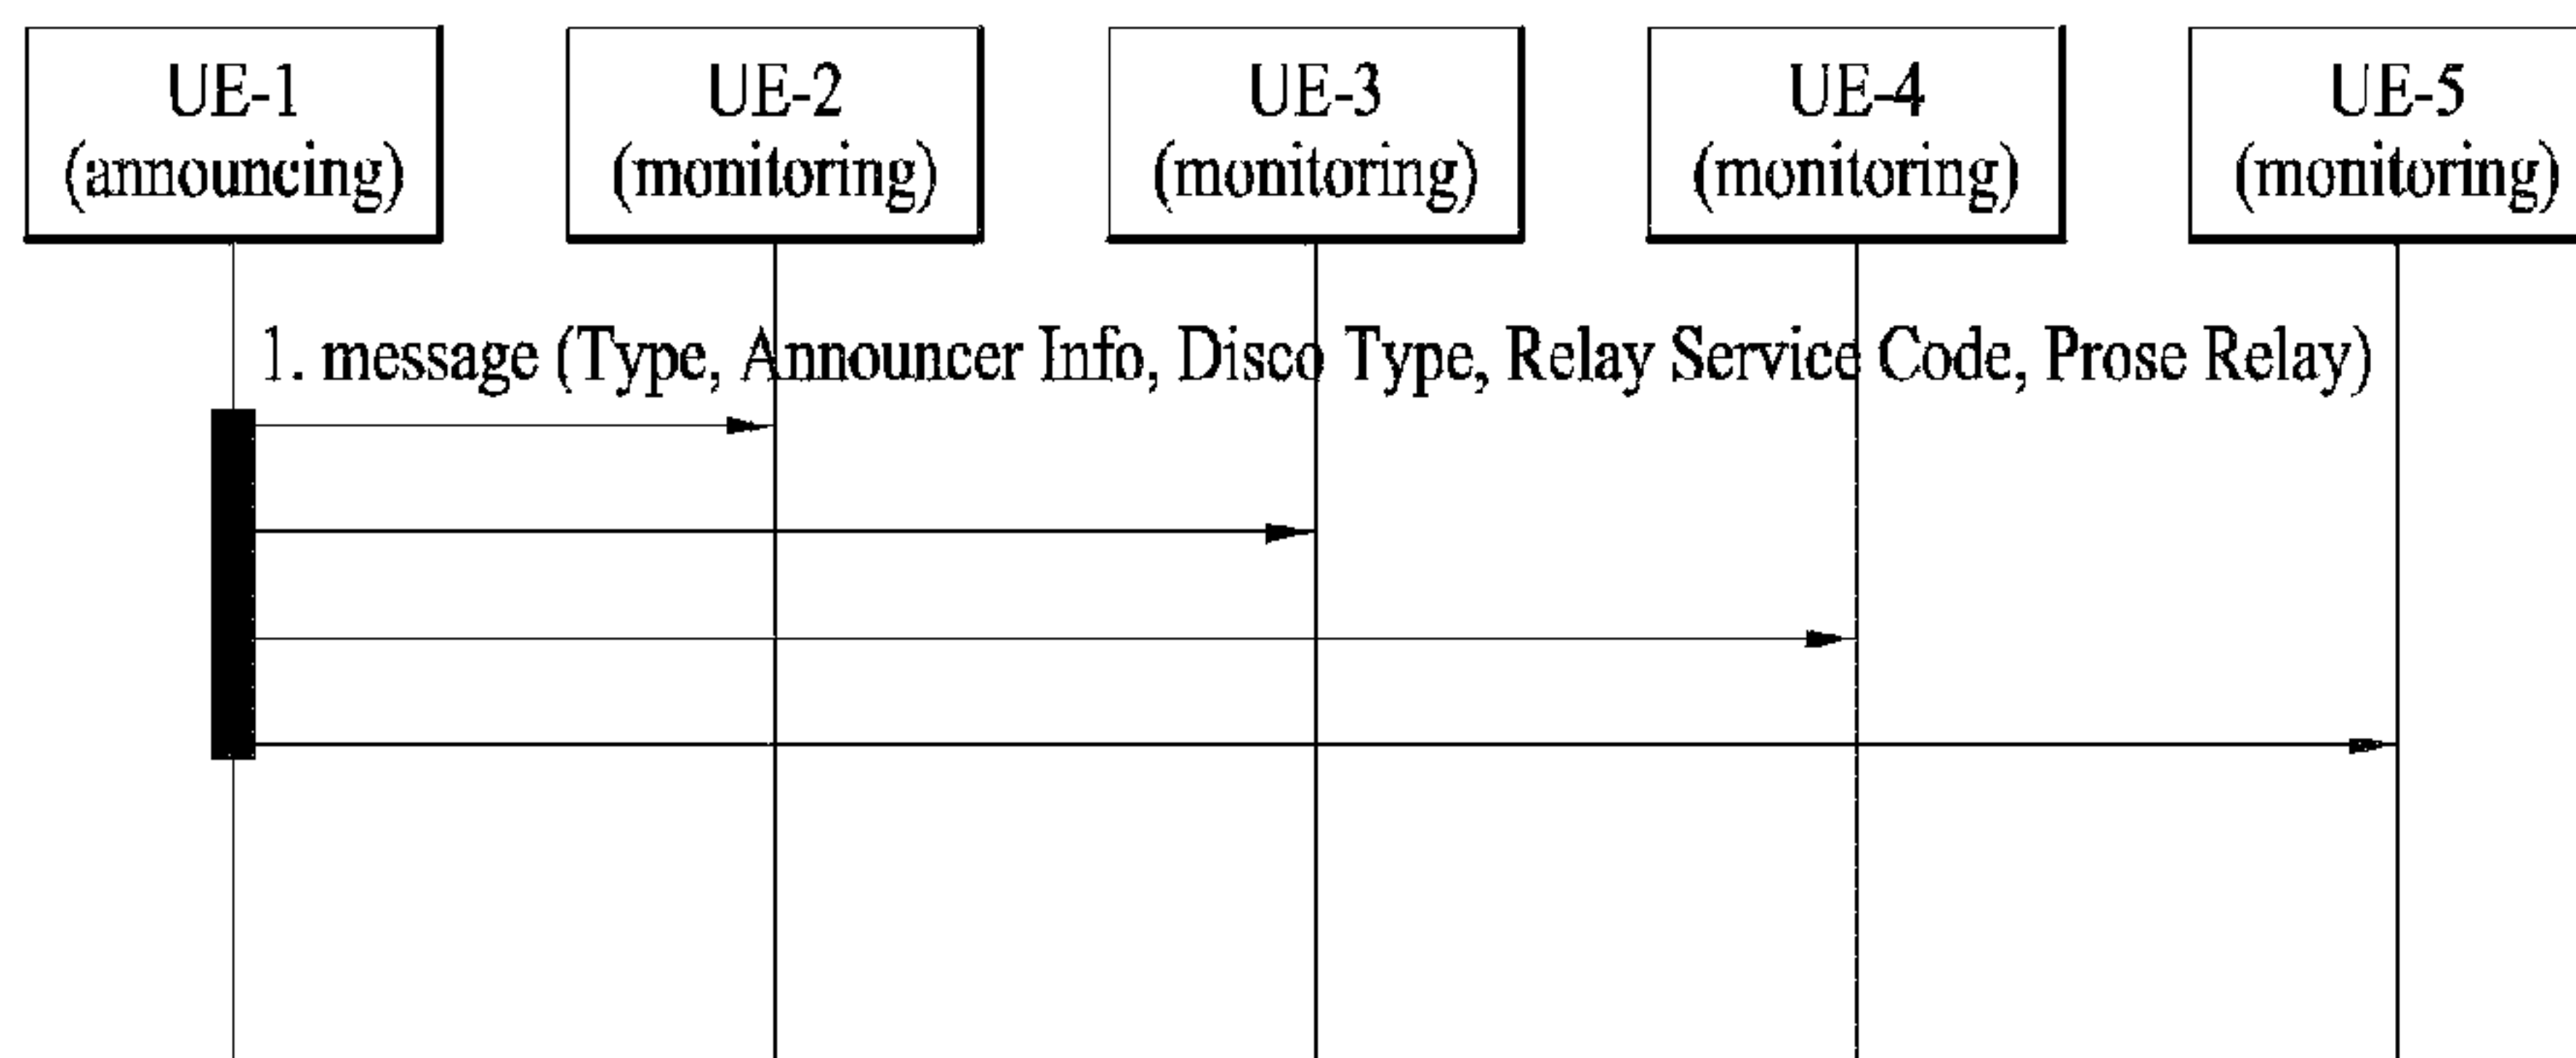 UE-1
(announcing)
UE-2
(monitoring)
UE-3
(monitoring)
UE-4
(monitoring)
UE-5
(monitoring)
1. message (Type, Announcer Info, Disco Type, Relay Service Code, Prose Relay)